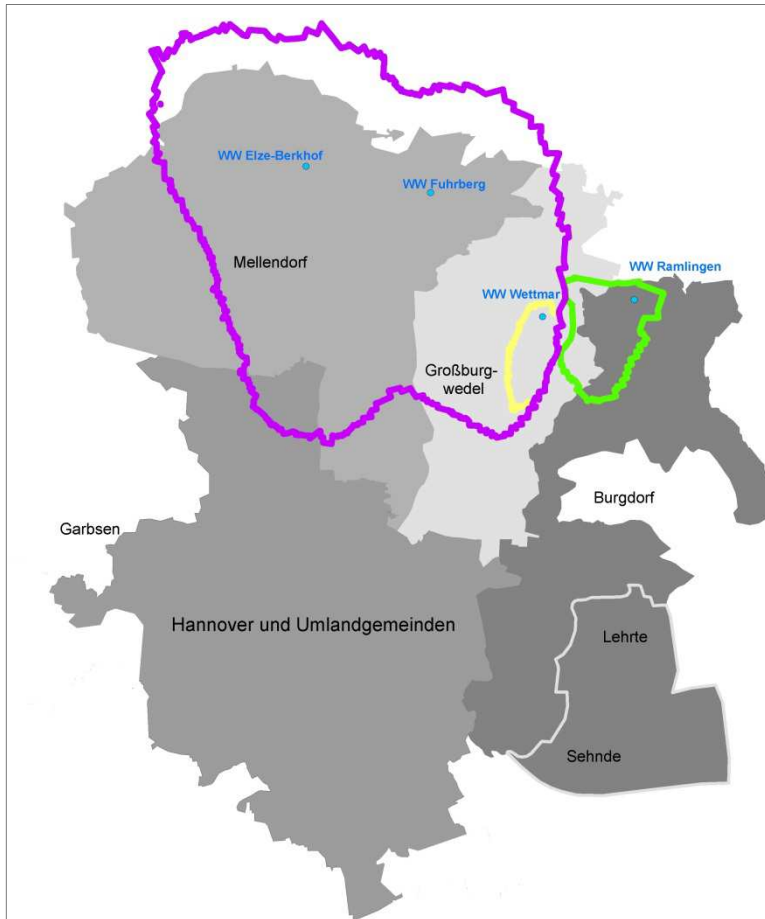 WW Elze-Berkhof
WW Fuhrberg
Mellendorf
WW Ramlingen
WW Wettmar
Großburg-
wedel
Burgdorf
Garbsen
Hannover und Umlandgemeinden
Lehrte
Sehnde